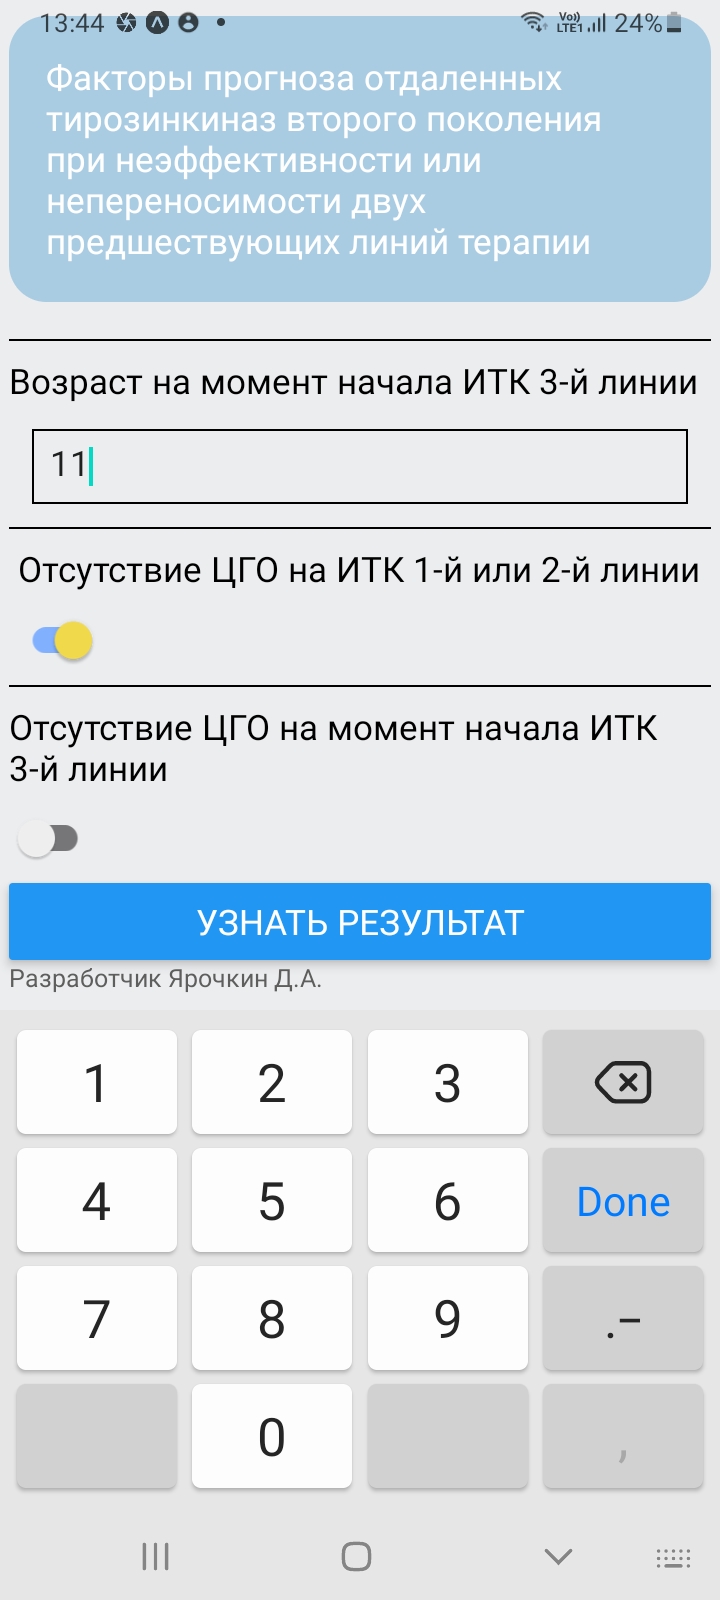 13:44 Vo)) LTE1 24%
Факторы прогноза отдаленных
тирозинкиназ второго поколения
при неэффективности или
непереносимости двух
предшествующих линий терапии
Возраст на момент начала ИТК 3-й линии
11
Отсутствие ЦГО на ИТК 1-й или 2-й линии
Отсутствие ЦГО на момент начала ИТК
3-й линии
УЗНАТЬ РЕЗУЛЬТАТ
Разработчик Ярочкин Д.А.
1 2 3
4 5 6 Done
7 8 9 .-
0 ,